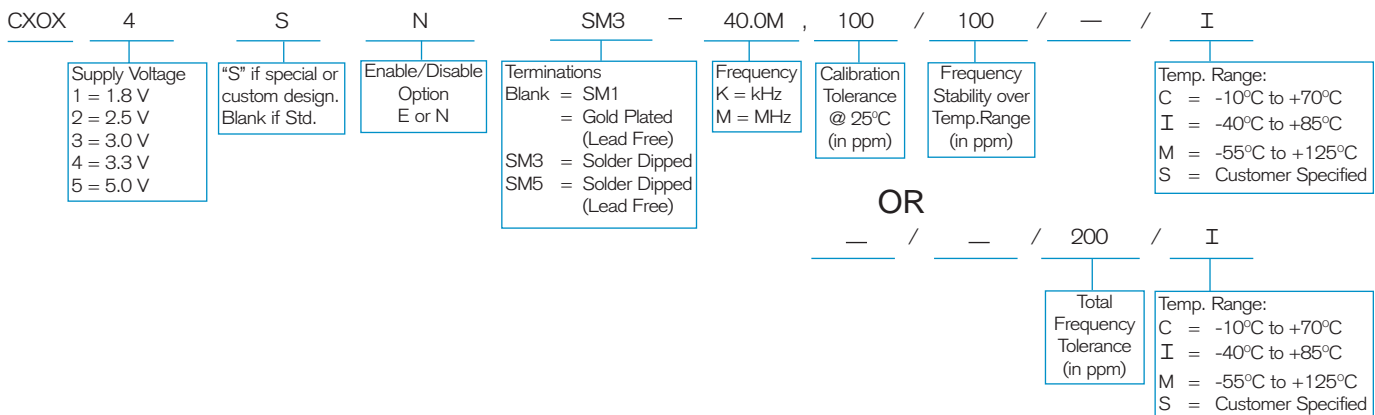 CXOX 4 S N SM3 – 40.0M , 100 / 100 / — / I
Supply Voltage
1 = 1.8 V
2 = 2.5 V
3 = 3.0 V
4 = 3.3 V
5 = 5.0 V
“S” if special or
custom design.
Blank if Std.
Enable/Disable
Option
E or N
Terminations
Blank = SM1
= Gold Plated
(Lead Free)
SM3 = Solder Dipped
SM5 = Solder Dipped
(Lead Free)
Frequency
K = kHz
M = MHz
Calibration
Tolerance
@ 25°C
(in ppm)
Frequency
Stability over
Temp.Range
(in ppm)
Temp. Range:
C = -10°C to +70°C
I = -40°C to +85°C
M = -55°C to +125°C
S = Customer Specified
OR
— / — / 200 / I
Total
Frequency
Tolerance
(in ppm)
Temp. Range:
C = -10°C to +70°C
I = -40°C to +85°C
M = -55°C to +125°C
S = Customer Specified